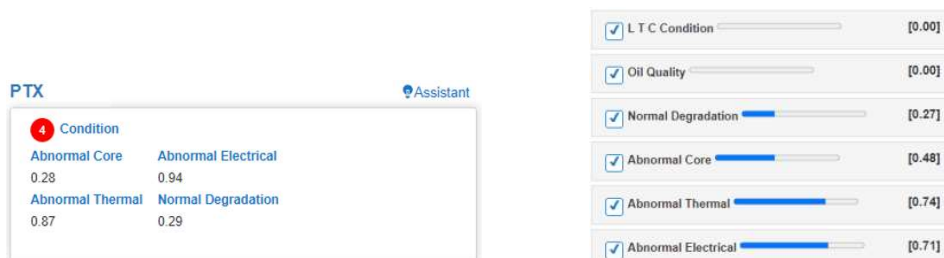 PTX
Assistant
4 Condition
Abnormal Core Abnormal Electrical
0.28 0.94
Abnormal Thermal Normal Degradation
0.87 0.29
L T C Condition [0.00]
Oil Quality [0.00]
Normal Degradation [0.27]
Abnormal Core [0.48]
Abnormal Thermal [0.74]
Abnormal Electrical [0.71]